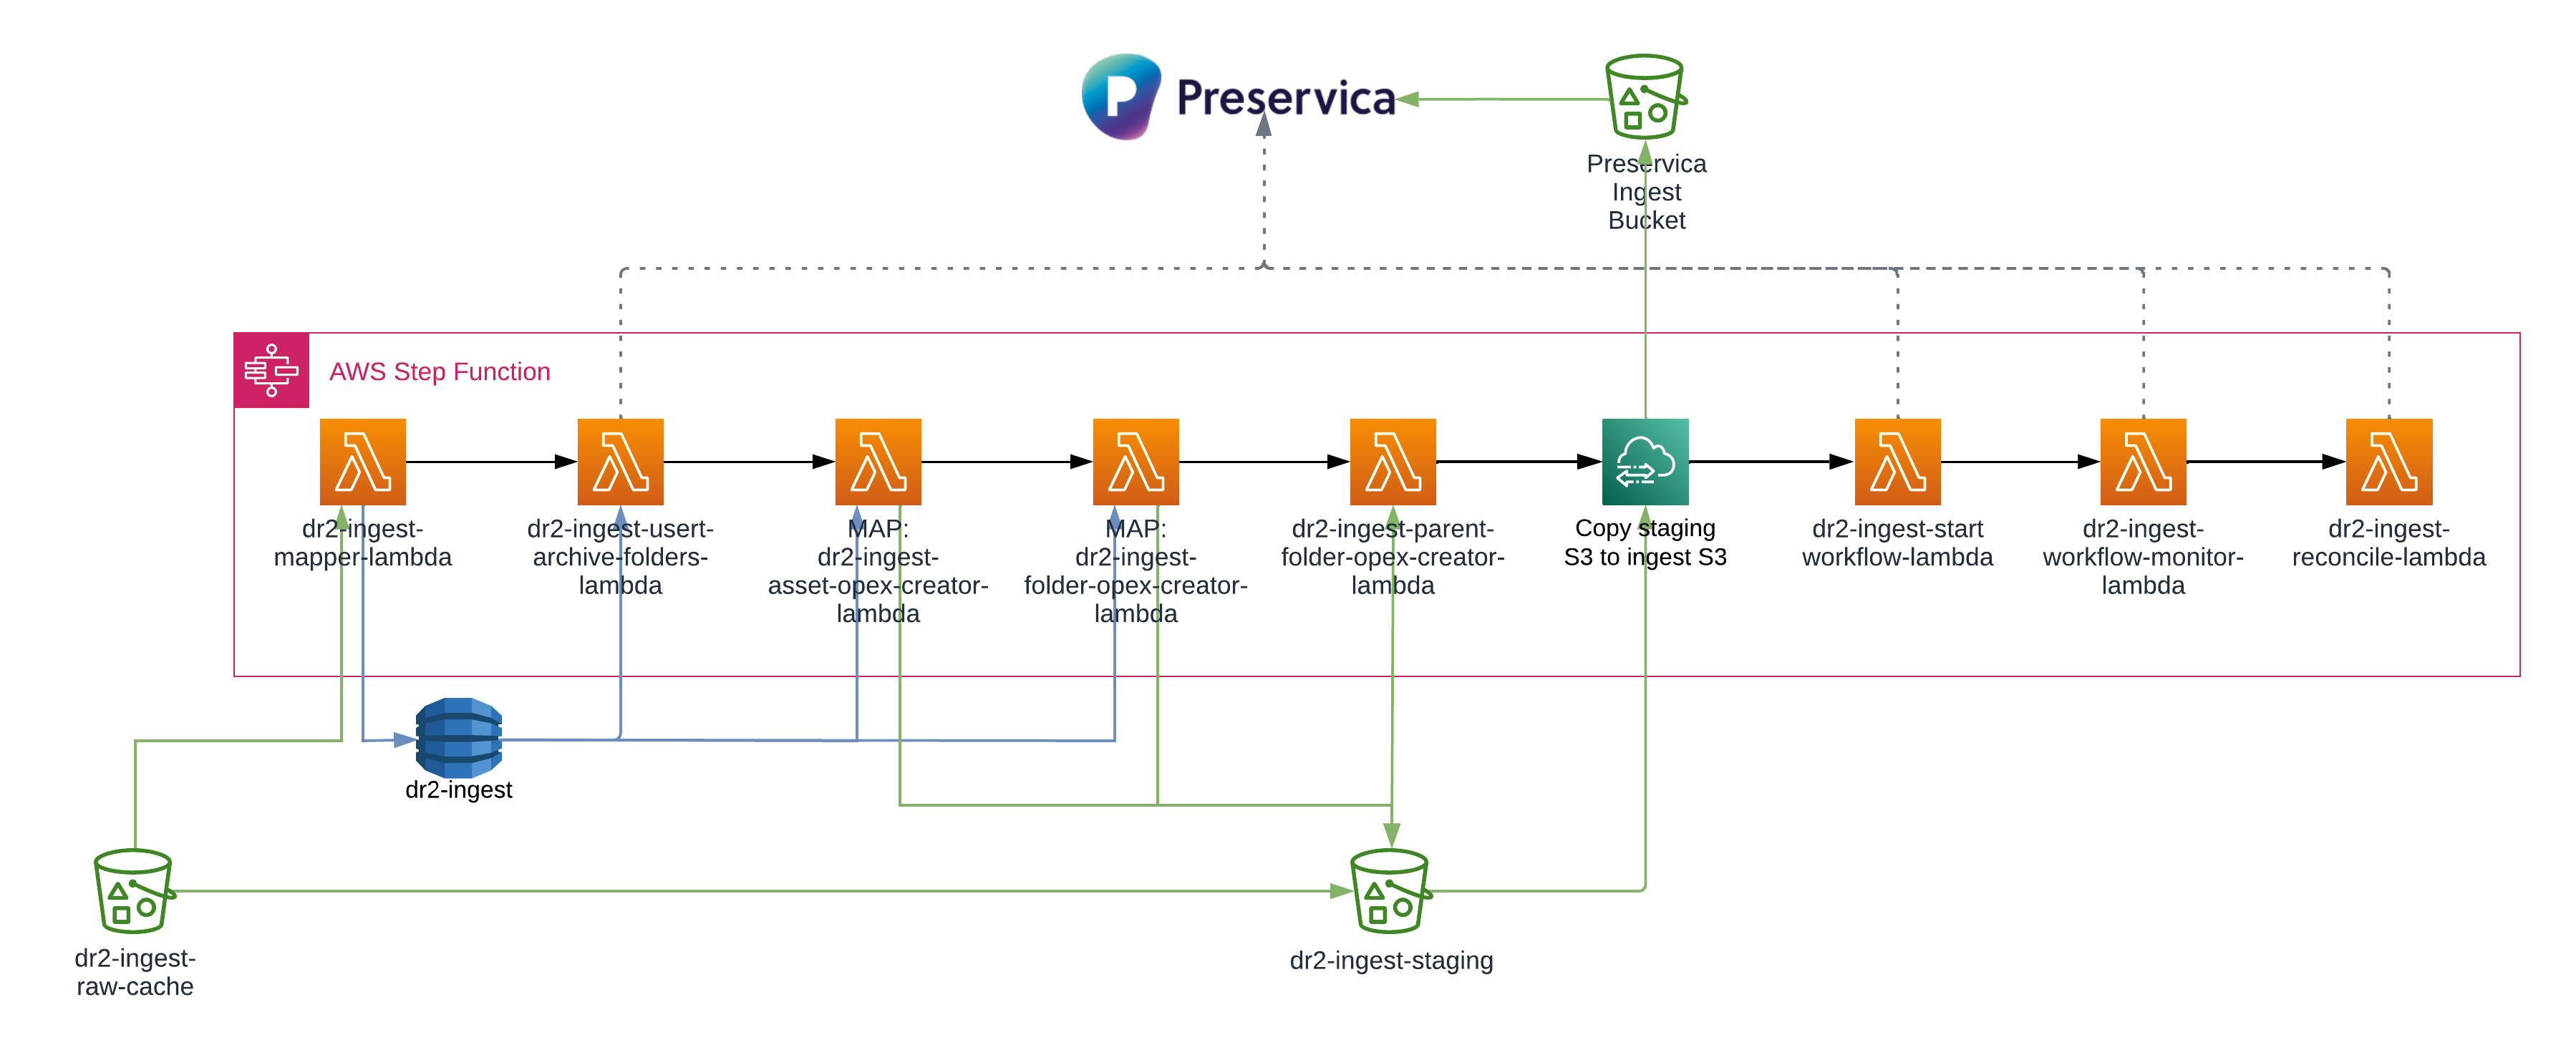 P Preservica
Preservica
Ingest
Bucket
AWS Step Function
dr2-ingest-
mapper-lambda
dr2-ingest-usert-
archive-folders-
lambda
MAP:
dr2-ingest-
asset-opex-creator-
lambda
MAP:
dr2-ingest-
folder-opex-creator-
lambda
dr2-ingest-parent-
folder-opex-creator-
lambda
Copy staging
S3 to ingest S3
dr2-ingest-start
workflow-lambda
dr2-ingest-
workflow-monitor-
lambda
dr2-ingest-
reconcile-lambda
dr2-ingest
dr2-ingest-
raw-cache
dr2-ingest-staging